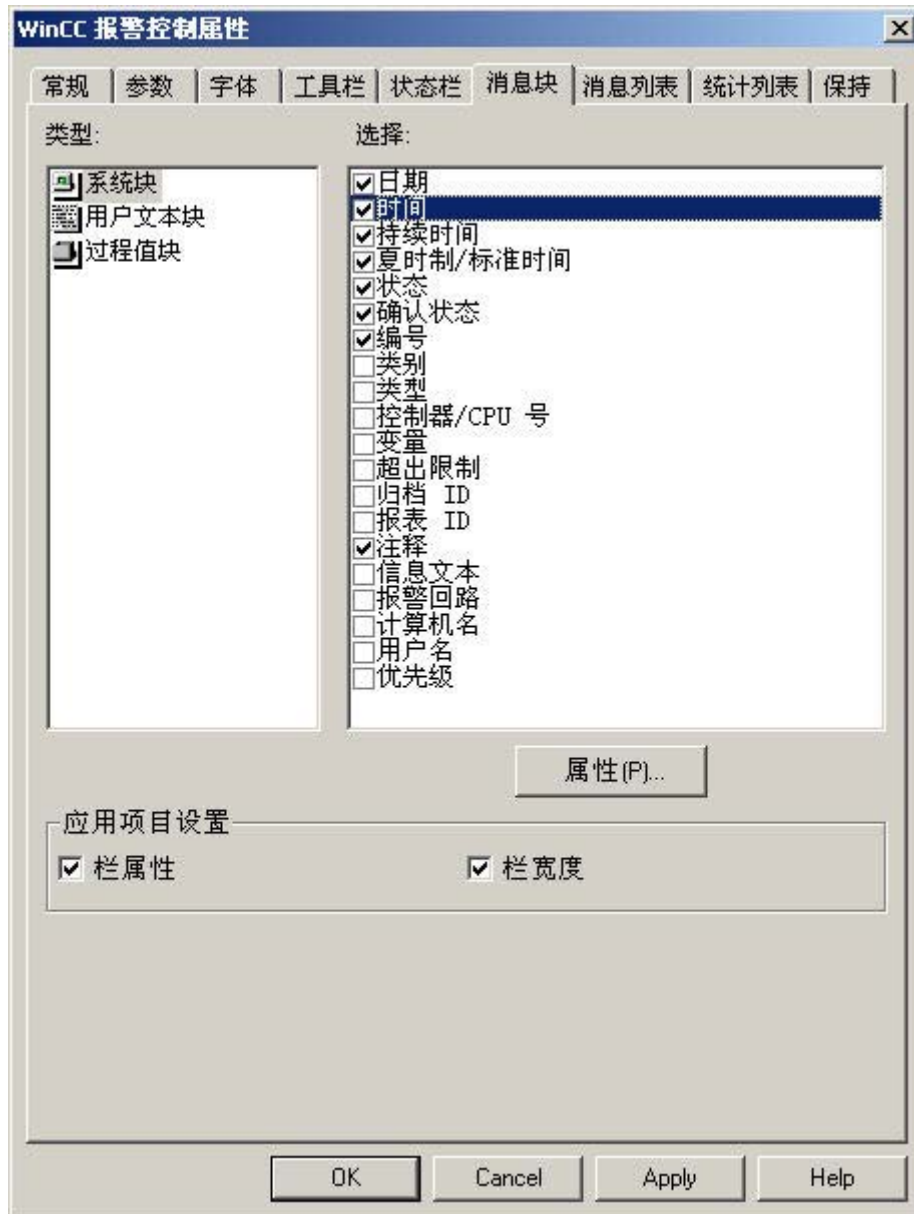 WinCC 报警控制属性
常规 参数 字体 工具栏 状态栏 消息块 消息列表 统计列表 保持
类型: 选择:
系统块
用户文本块
过程值块
日期
时间
持续时间
夏时制/标准时间
状态
确认状态
编号
类别
类型
控制器/CPU 号
变量
超出限制
归档 ID
报表 ID
注释
信息文本
报警回路
计算机名
用户名
优先级
属性(P)...
应用项目设置
栏属性 栏宽度
OK Cancel Apply Help